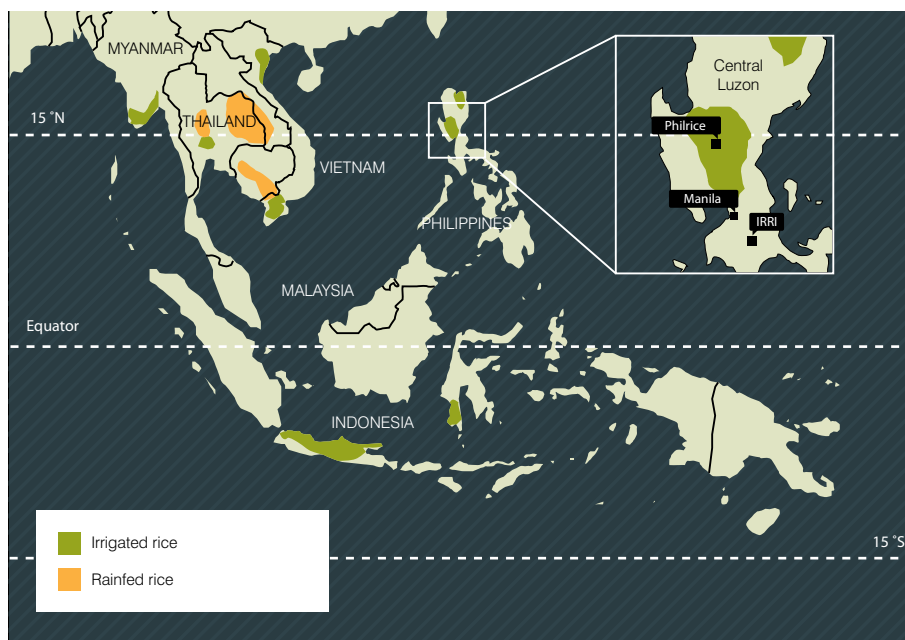 MYANMAR
15 °N
THAILAND
VIETNAM
PHILIPPINES
MALAYSIA
Equator
INDONESIA
15 °S
Central
Luzon
Philrice
Manila
IRRI
Irrigated rice
Rainfed rice